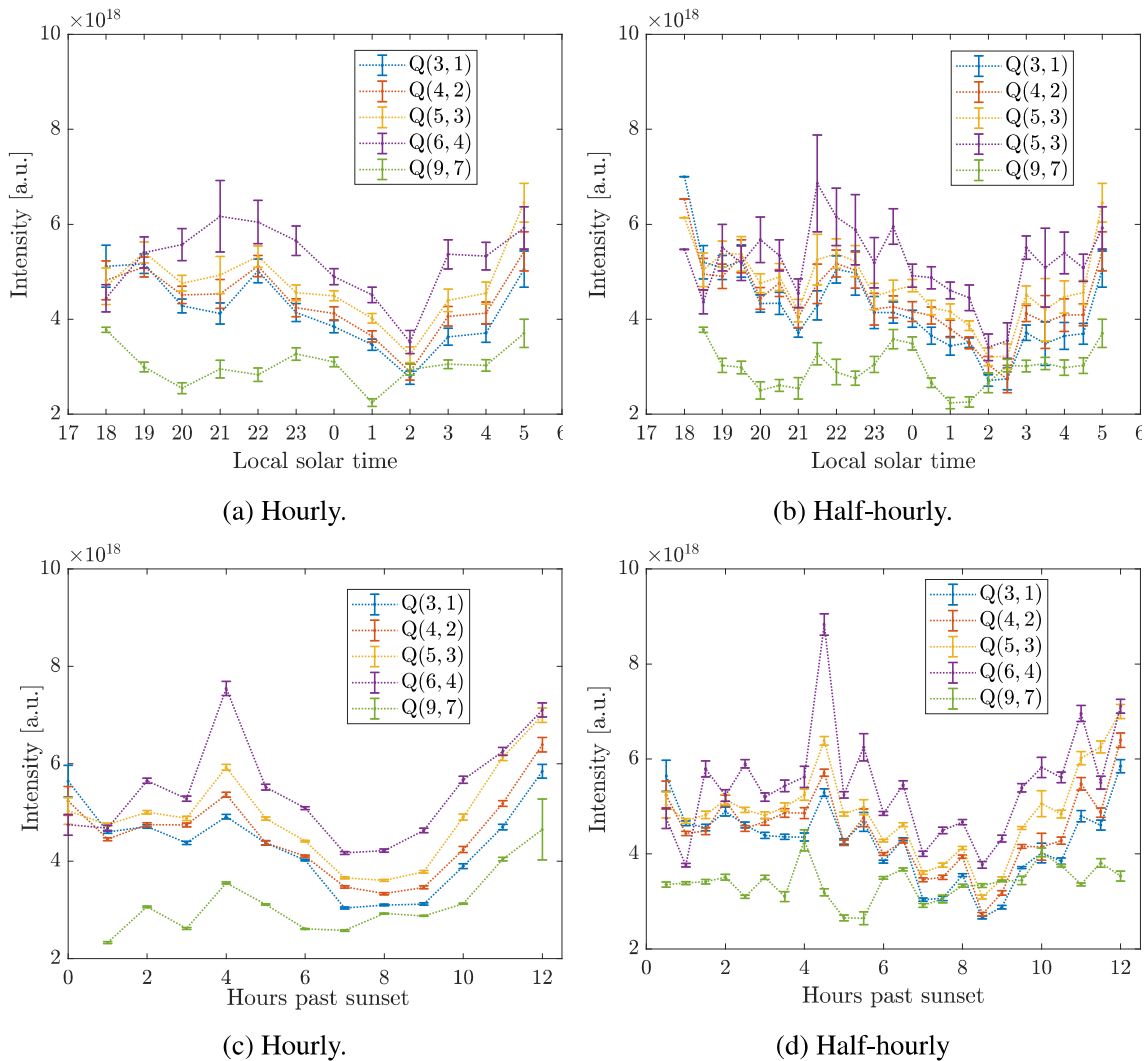 ×10^18
10
8
6
4
2
Intensity [a.u.]
Q(3, 1)
Q(4, 2)
Q(5, 3)
Q(6, 4)
Q(9, 7)
17 18 19 20 21 22 23 0 1 2 3 4 5 6
Local solar time
(a) Hourly.
×10^18
10
8
6
4
2
Intensity [a.u.]
Q(3, 1)
Q(4, 2)
Q(5, 3)
Q(5, 3)
Q(9, 7)
17 18 19 20 21 22 23 0 1 2 3 4 5 6
Local solar time
(b) Half-hourly.
×10^18
10
8
6
4
2
Intensity [a.u.]
Q(3, 1)
Q(4, 2)
Q(5, 3)
Q(6, 4)
Q(9, 7)
0 2 4 6 8 10 12
Hours past sunset
(c) Hourly.
×10^18
10
8
6
4
2
Intensity [a.u.]
Q(3, 1)
Q(4, 2)
Q(5, 3)
Q(6, 4)
Q(9, 7)
0 2 4 6 8 10 12
Hours past sunset
(d) Half-hourly